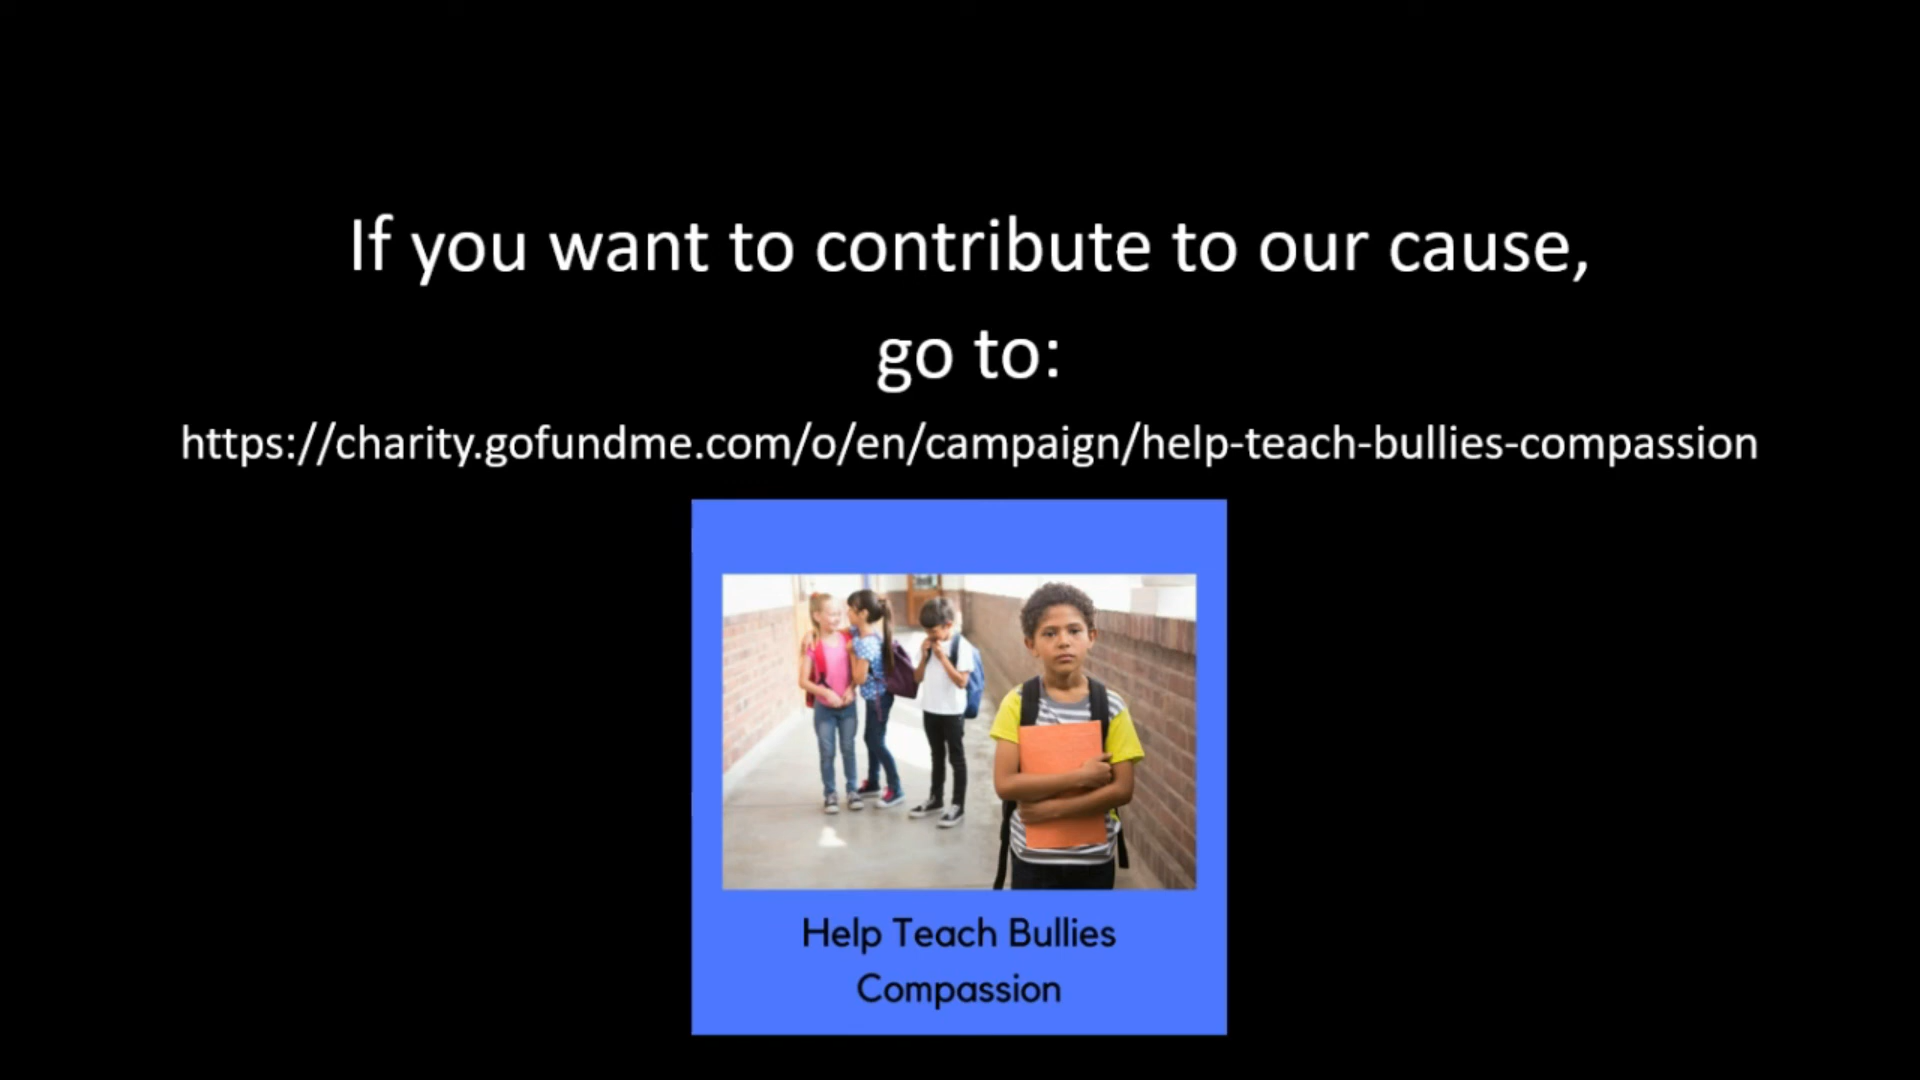 If you want to contribute to our cause,
go to:
https://charity.gofundme.com/o/en/campaign/help-teach-bullies-compassion
Help Teach Bullies
Compassion